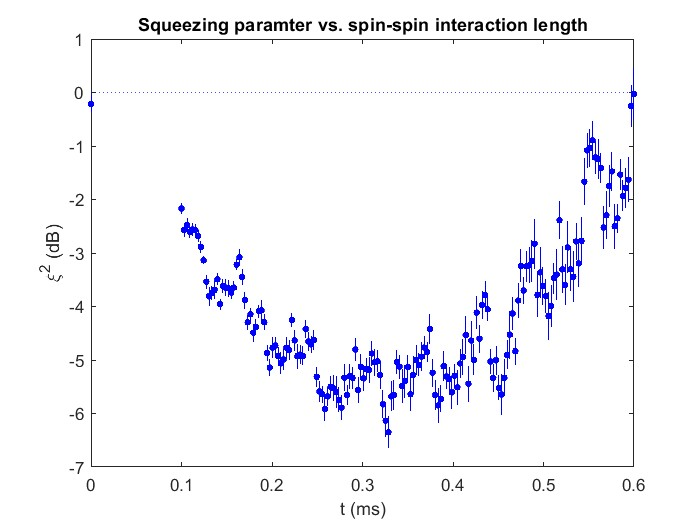 Squeezing paramter vs. spin-spin interaction length
1
0
-1
-2
-3
-4
-5
-6
-7
ξ² (dB)
0 0.1 0.2 0.3 0.4 0.5 0.6
t (ms)